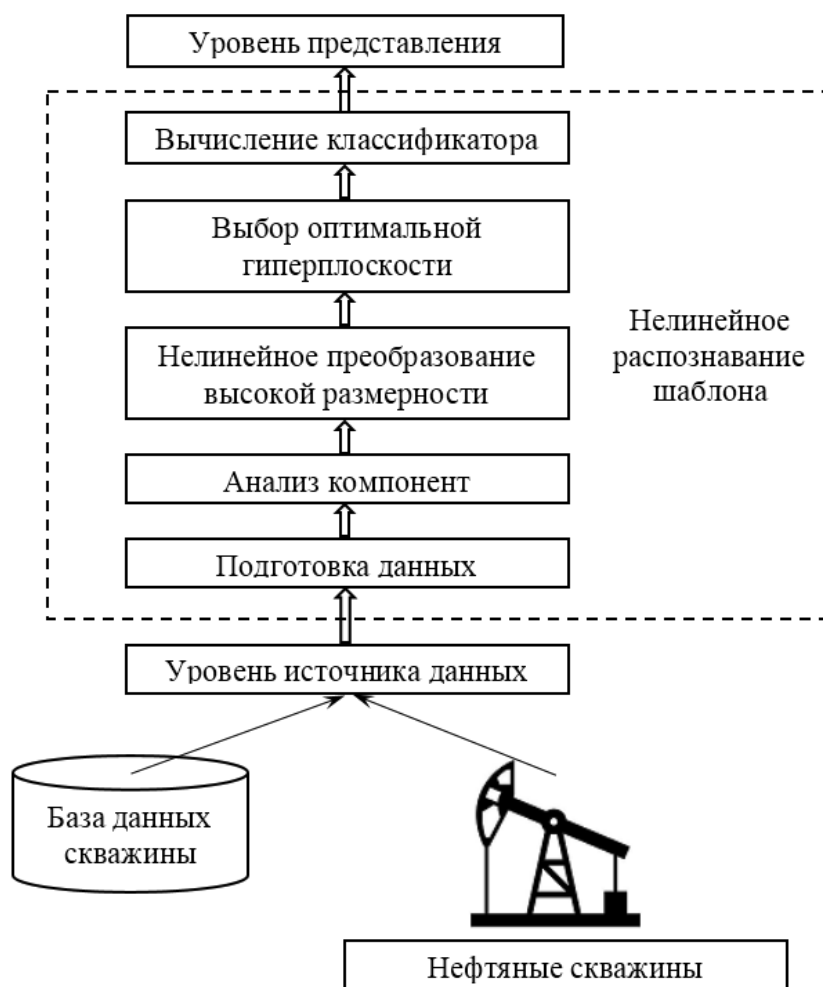 Уровень представления
Вычисление классификатора
Выбор оптимальной
гиперплоскости
Нелинейное преобразование
высокой размерности
Нелинейное
распознавание
шаблона
Анализ компонент
Подготовка данных
Уровень источника данных
База данных
скважины
Нефтяные скважины